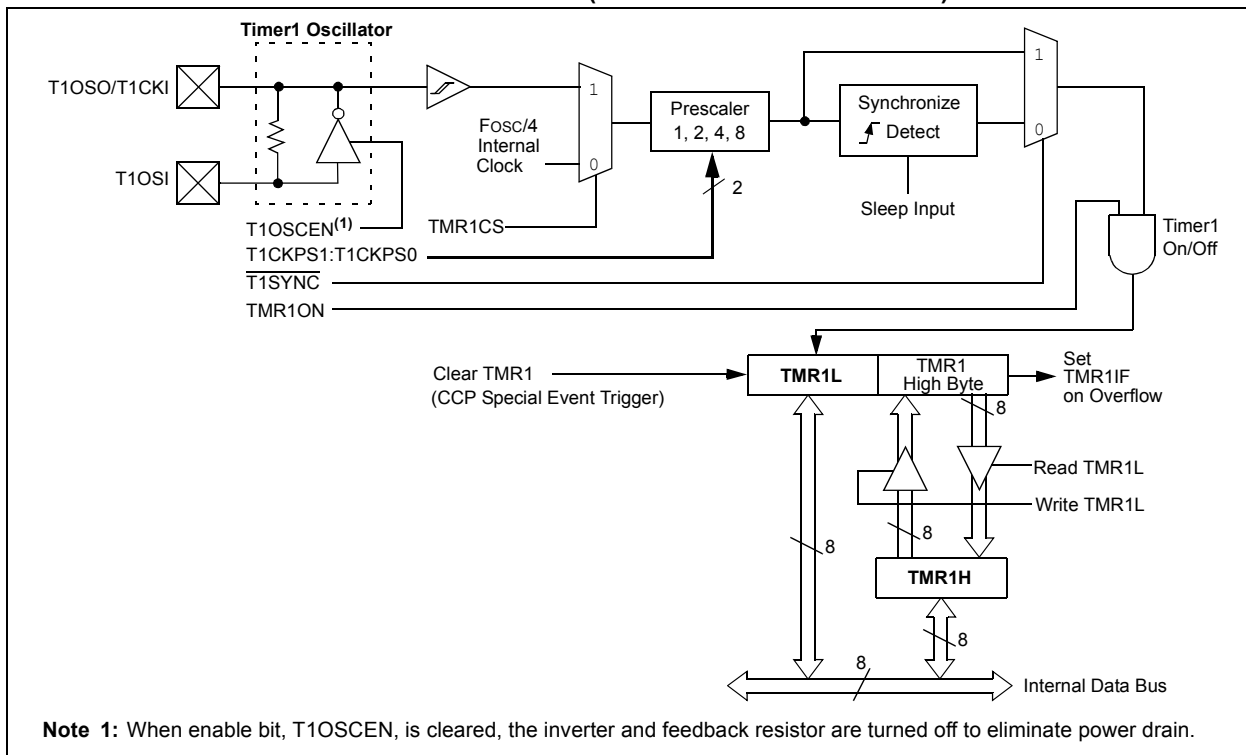 Timer1 Oscillator
T1OSO/T1CKI
T1OSI
1
0
FOSC/4
Internal
Clock
Prescaler
1, 2, 4, 8
2
Synchronize
Detect
1
0
Sleep Input
T1OSCEN(1)
TMR1CS
T1CKPS1:T1CKPS0
T1SYNC
TMR1ON
Timer1
On/Off
Clear TMR1
(CCP Special Event Trigger)
TMR1L
TMR1
High Byte
Set
TMR1IF
on Overflow
8
Read TMR1L
Write TMR1L
8
8
TMR1H
8
8
Internal Data Bus
Note 1: When enable bit, T1OSCEN, is cleared, the inverter and feedback resistor are turned off to eliminate power drain.